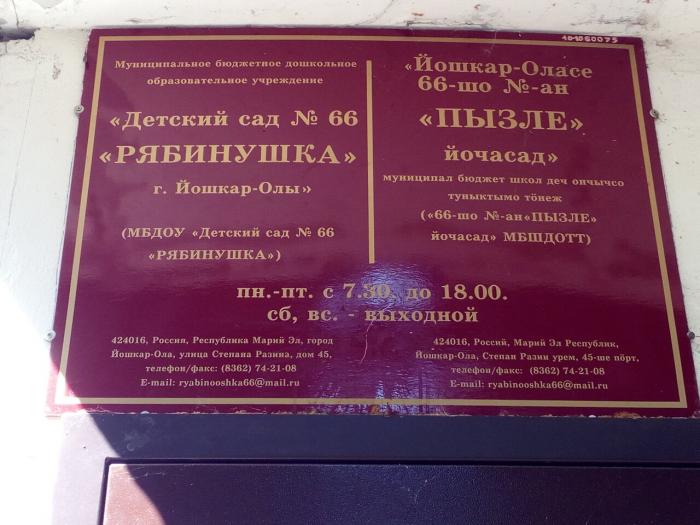 101060075
Муниципальное бюджетное дошкольное
образовательное учреждение
«Детский сад № 66
«РЯБИНУШКА»
г. Йошкар-Олы»
(МБДОУ «Детский сад № 66
«РЯБИНУШКА»)
«Йошкар-Оласе
66-шо №-ан
«ПЫЗЛЕ»
йочасад»
муниципал бюджет школ деч ончычсо
туныктымо тӧнеж
(«66-шо №-ан«ПЫЗЛЕ»
йочасад» МБШДОТТ)
пн.-пт. с 7.30. до 18.00.
сб, вс. - выходной
424016, Россия, Республика Марий Эл, город
Йошкар-Ола, улица Степана Разина, дом 45,
телефон/факс: (8362) 74-21-08
E-mail: ryabinooshka66@mail.ru
424016, Россий, Марий Эл Республик,
Йошкар-Ола, Степан Разин урем, 45-ше пӧрт,
телефон/факс: (8362) 74-21-08
E-mail: ryabinooshka66@mail.ru